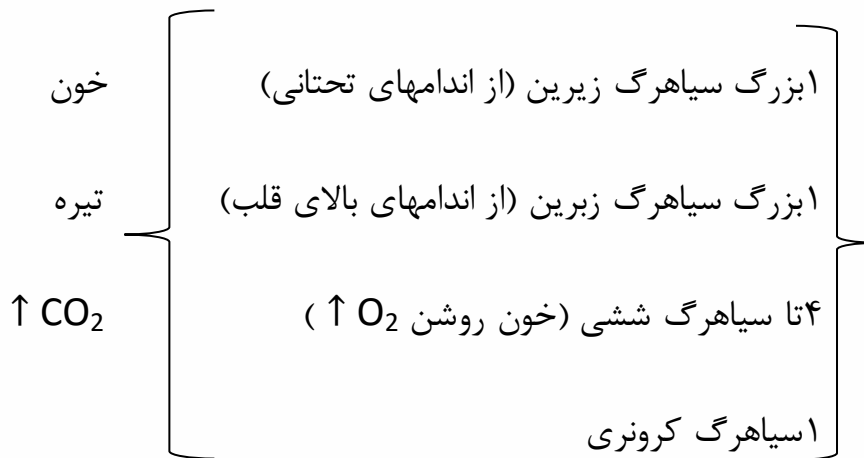 ۱بزرگ سیاهرگ زیرین (از اندامهای تحتانی) خون
۱بزرگ سیاهرگ زبرین (از اندامهای بالای قلب) تیره
۴تا سیاهرگ ششی (خون روشن O₂ ↑ ) ↑ CO₂
۱سیاهرگ کرونری